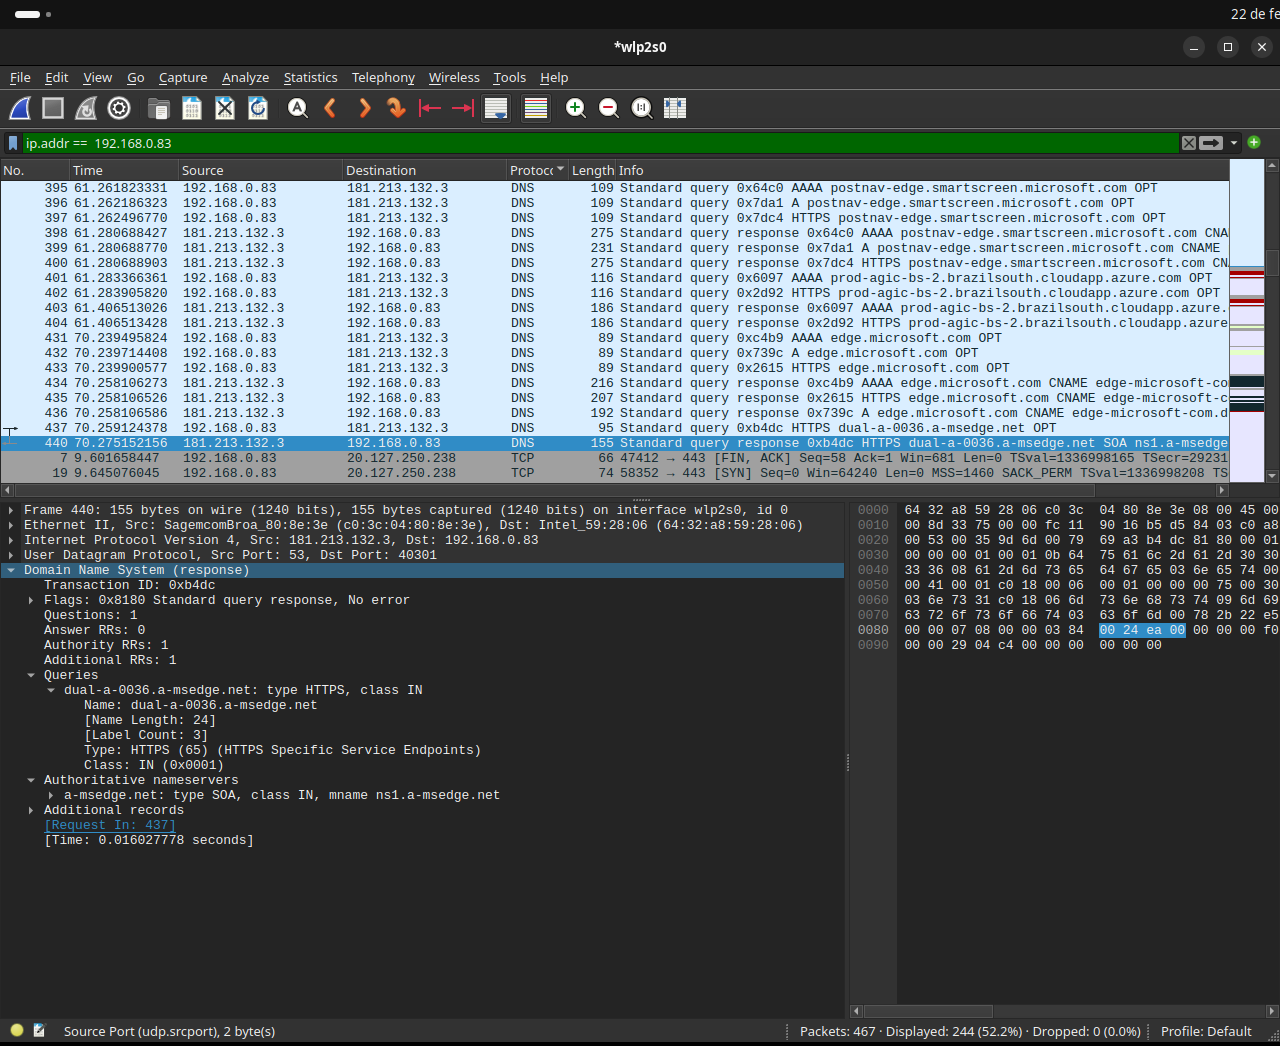 22 de fe
*wlp2s0
File Edit View Go Capture Analyze Statistics Telephony Wireless Tools Help
ip.addr == 192.168.0.83
No. Time Source Destination Protoc Length Info
395 61.261823331 192.168.0.83 181.213.132.3 DNS 109 Standard query 0x64c0 AAAA postnav-edge.smartscreen.microsoft.com OPT
396 61.262186323 192.168.0.83 181.213.132.3 DNS 109 Standard query 0x7da1 A postnav-edge.smartscreen.microsoft.com OPT
397 61.262496770 192.168.0.83 181.213.132.3 DNS 109 Standard query 0x7dc4 HTTPS postnav-edge.smartscreen.microsoft.com OPT
398 61.280688427 181.213.132.3 192.168.0.83 DNS 275 Standard query response 0x64c0 AAAA postnav-edge.smartscreen.microsoft.com CNA
399 61.280688770 181.213.132.3 192.168.0.83 DNS 231 Standard query response 0x7da1 A postnav-edge.smartscreen.microsoft.com CNAME
400 61.280688903 181.213.132.3 192.168.0.83 DNS 275 Standard query response 0x7dc4 HTTPS postnav-edge.smartscreen.microsoft.com CN
401 61.283366361 192.168.0.83 181.213.132.3 DNS 116 Standard query 0x6097 AAAA prod-agic-bs-2.brazilsouth.cloudapp.azure.com OPT
402 61.283905820 192.168.0.83 181.213.132.3 DNS 116 Standard query 0x2d92 HTTPS prod-agic-bs-2.brazilsouth.cloudapp.azure.com OPT
403 61.406513026 181.213.132.3 192.168.0.83 DNS 186 Standard query response 0x6097 AAAA prod-agic-bs-2.brazilsouth.cloudapp.azure.
404 61.406513428 181.213.132.3 192.168.0.83 DNS 186 Standard query response 0x2d92 HTTPS prod-agic-bs-2.brazilsouth.cloudapp.azure
431 70.239495824 192.168.0.83 181.213.132.3 DNS 89 Standard query 0xc4b9 AAAA edge.microsoft.com OPT
432 70.239714408 192.168.0.83 181.213.132.3 DNS 89 Standard query 0x739c A edge.microsoft.com OPT
433 70.239900577 192.168.0.83 181.213.132.3 DNS 89 Standard query 0x2615 HTTPS edge.microsoft.com OPT
434 70.258106273 181.213.132.3 192.168.0.83 DNS 216 Standard query response 0xc4b9 AAAA edge.microsoft.com CNAME edge-microsoft-co
435 70.258106526 181.213.132.3 192.168.0.83 DNS 207 Standard query response 0x2615 HTTPS edge.microsoft.com CNAME edge-microsoft-c
436 70.258106586 181.213.132.3 192.168.0.83 DNS 192 Standard query response 0x739c A edge.microsoft.com CNAME edge-microsoft-com.d
437 70.259124378 192.168.0.83 181.213.132.3 DNS 95 Standard query 0xb4dc HTTPS dual-a-0036.a-msedge.net OPT
440 70.275152156 181.213.132.3 192.168.0.83 DNS 155 Standard query response 0xb4dc HTTPS dual-a-0036.a-msedge.net SOA ns1.a-msedge
7 9.601658447 192.168.0.83 20.127.250.238 TCP 66 47412 → 443 [FIN, ACK] Seq=58 Ack=1 Win=681 Len=0 TSval=1336998165 TSecr=29231
19 9.645076045 192.168.0.83 20.127.250.238 TCP 74 58352 → 443 [SYN] Seq=0 Win=64240 Len=0 MSS=1460 SACK_PERM TSval=1336998208 TS
Frame 440: 155 bytes on wire (1240 bits), 155 bytes captured (1240 bits) on interface wlp2s0, id 0
Ethernet II, Src: SagemcomBroa_80:8e:3e (c0:3c:04:80:8e:3e), Dst: Intel_59:28:06 (64:32:a8:59:28:06)
Internet Protocol Version 4, Src: 181.213.132.3, Dst: 192.168.0.83
User Datagram Protocol, Src Port: 53, Dst Port: 40301
Domain Name System (response)
Transaction ID: 0xb4dc
Flags: 0x8180 Standard query response, No error
Questions: 1
Answer RRs: 0
Authority RRs: 1
Additional RRs: 1
Queries
dual-a-0036.a-msedge.net: type HTTPS, class IN
Name: dual-a-0036.a-msedge.net
[Name Length: 24]
[Label Count: 3]
Type: HTTPS (65) (HTTPS Specific Service Endpoints)
Class: IN (0x0001)
Authoritative nameservers
a-msedge.net: type SOA, class IN, mname ns1.a-msedge.net
Additional records
[Request In: 437]
[Time: 0.016027778 seconds]
0000 64 32 a8 59 28 06 c0 3c 04 80 8e 3e 08 00 45 00
0010 00 8d 33 75 00 00 fc 11 90 16 b5 d5 84 03 c0 a8
0020 00 53 00 35 9d 6d 00 79 69 a3 b4 dc 81 80 00 01
0030 00 00 00 01 00 01 0b 64 75 61 6c 2d 61 2d 30 30
0040 33 36 08 61 2d 6d 73 65 64 67 65 03 6e 65 74 00
0050 00 41 00 01 c0 18 00 06 00 01 00 00 00 75 00 30
0060 03 6e 73 31 c0 18 06 6d 73 6e 68 73 74 09 6d 69
0070 63 72 6f 73 6f 66 74 03 63 6f 6d 00 78 2b 22 e5
0080 00 00 07 08 00 00 03 84 00 24 ea 00 00 00 00 f0
0090 00 00 29 04 c4 00 00 00 00 00 00
Source Port (udp.srcport), 2 byte(s)
Packets: 467 · Displayed: 244 (52.2%) · Dropped: 0 (0.0%)
Profile: Default